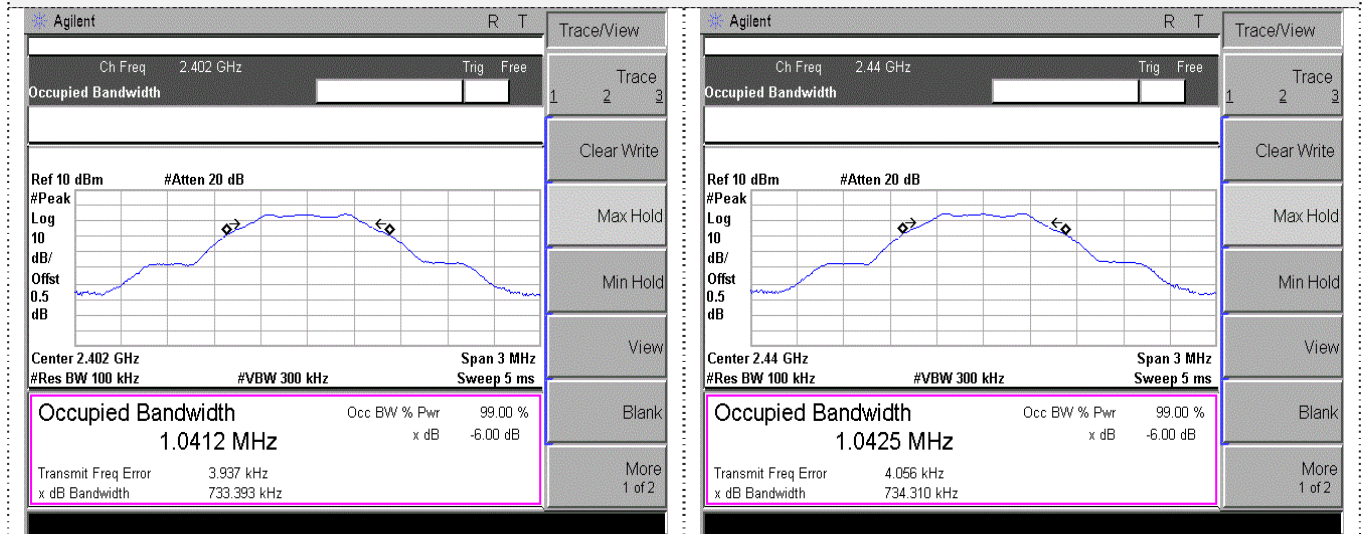 Agilent R T Trace/View
Ch Freq 2.402 GHz Trig Free
Occupied Bandwidth
Trace
1 2 3
Clear Write
Ref 10 dBm #Atten 20 dB
#Peak
Log
10
dB/
Offst
0.5
dB
Max Hold
Min Hold
View
Center 2.402 GHz Span 3 MHz
#Res BW 100 kHz #VBW 300 kHz Sweep 5 ms
Occupied Bandwidth Occ BW % Pwr 99.00 %
1.0412 MHz x dB -6.00 dB
Transmit Freq Error 3.937 kHz
x dB Bandwidth 733.393 kHz
Blank
More
1 of 2
Agilent R T Trace/View
Ch Freq 2.44 GHz Trig Free
Occupied Bandwidth
Trace
1 2 3
Clear Write
Ref 10 dBm #Atten 20 dB
#Peak
Log
10
dB/
Offst
0.5
dB
Max Hold
Min Hold
View
Center 2.44 GHz Span 3 MHz
#Res BW 100 kHz #VBW 300 kHz Sweep 5 ms
Occupied Bandwidth Occ BW % Pwr 99.00 %
1.0425 MHz x dB -6.00 dB
Transmit Freq Error 4.056 kHz
x dB Bandwidth 734.310 kHz
Blank
More
1 of 2